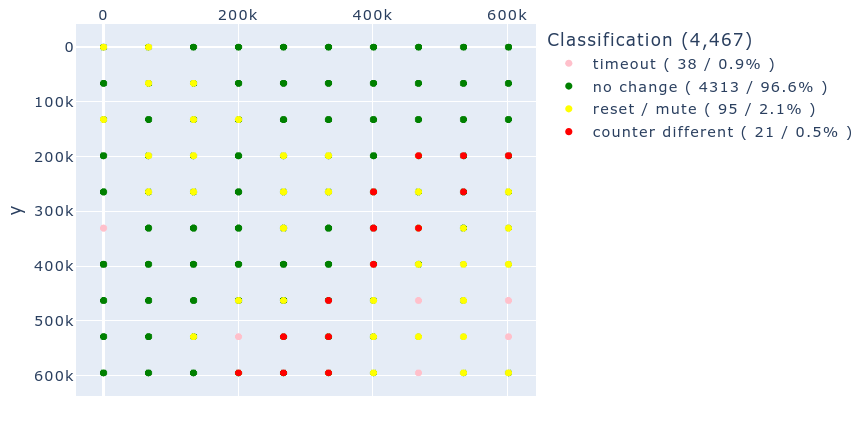 0 200k 400k 600k
Classification (4,467)
timeout ( 38 / 0.9% )
no change ( 4313 / 96.6% )
reset / mute ( 95 / 2.1% )
counter different ( 21 / 0.5% )
0
100k
200k
y
300k
400k
500k
600k